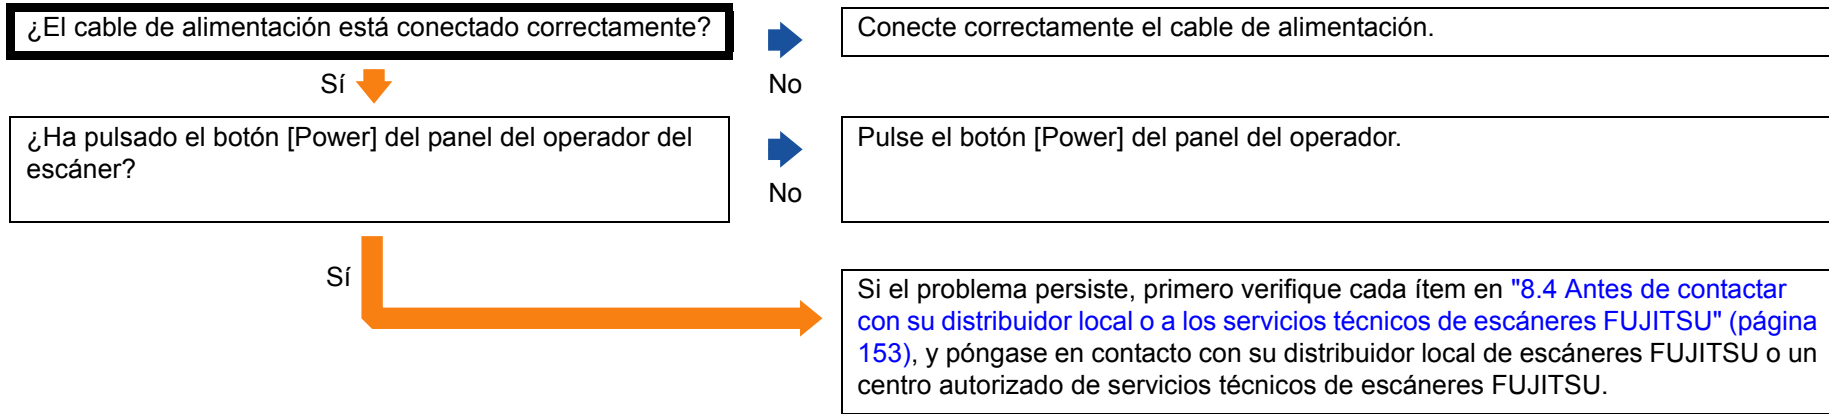 ¿El cable de alimentación está conectado correctamente?
Conecte correctamente el cable de alimentación.
Sí
No
¿Ha pulsado el botón [Power] del panel del operador del
escáner?
Pulse el botón [Power] del panel del operador.
No
Sí
Si el problema persiste, primero verifique cada ítem en "8.4 Antes de contactar
con su distribuidor local o a los servicios técnicos de escáneres FUJITSU" (página
153), y póngase en contacto con su distribuidor local de escáneres FUJITSU o un
centro autorizado de servicios técnicos de escáneres FUJITSU.